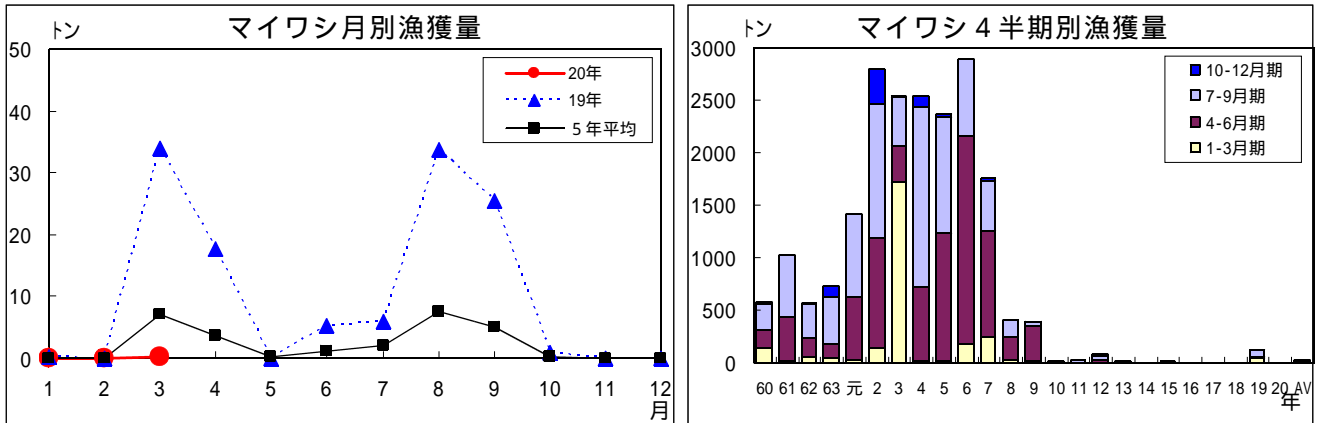 マイワシ月別漁獲量
トン
50
40
30
20
10
0
20年
19年
５年平均
1 2 3 4 5 6 7 8 9 10 11 12
月
マイワシ４半期別漁獲量
トン
3000
2500
2000
1500
1000
500
0
10-12月期
7-9月期
4-6月期
1-3月期
60 61 62 63 元 2 3 4 5 6 7 8 9 10 11 12 13 14 15 16 17 18 19 20 AV
年